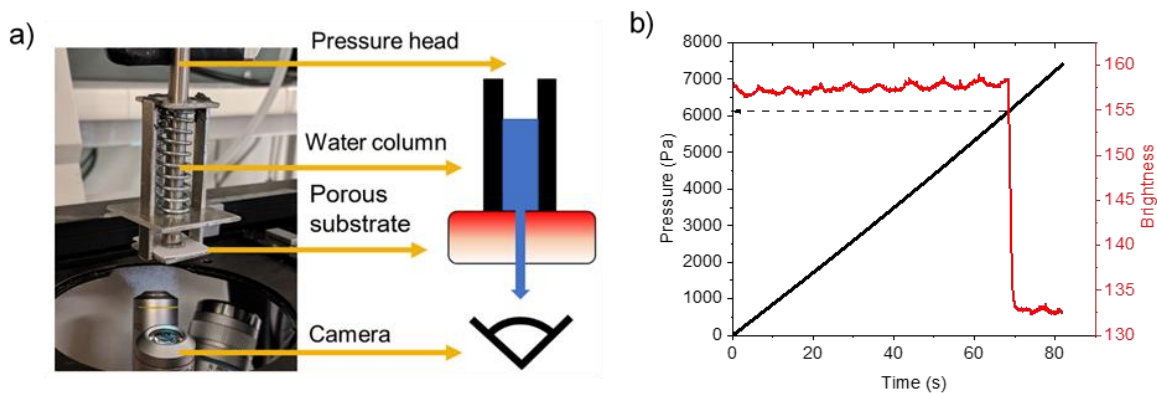 a)
Pressure head
Water column
Porous
substrate
Camera
b)
8000
7000
6000
5000
4000
3000
2000
1000
0
Pressure (Pa)
0
20
40
60
80
Time (s)
160
155
150
145
140
135
130
Brightness